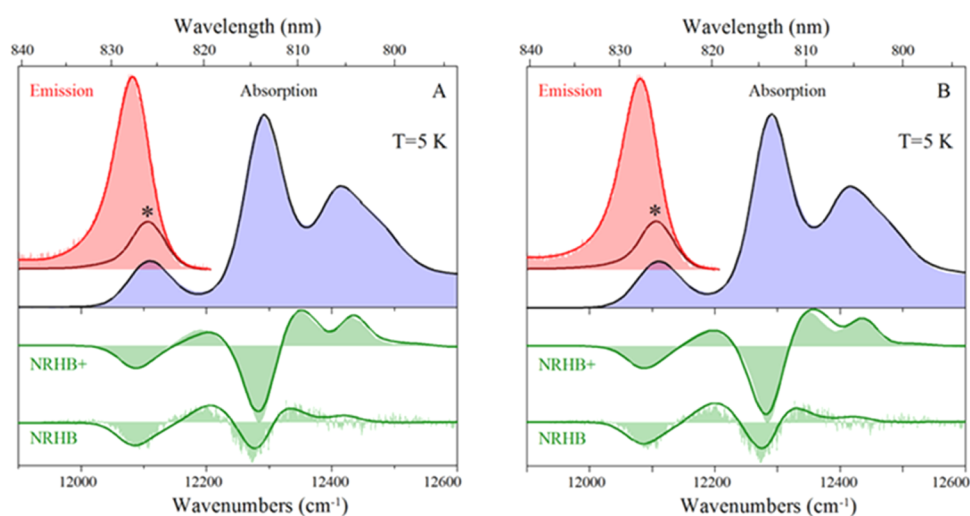 Wavelength (nm)
840 830 820 810 800
Emission
Absorption
A
T=5 K
*
NRHB+
NRHB
12000 12200 12400 12600
Wavenumbers (cm⁻¹)
Wavelength (nm)
840 830 820 810 800
Emission
Absorption
B
T=5 K
*
NRHB+
NRHB
12000 12200 12400 12600
Wavenumbers (cm⁻¹)